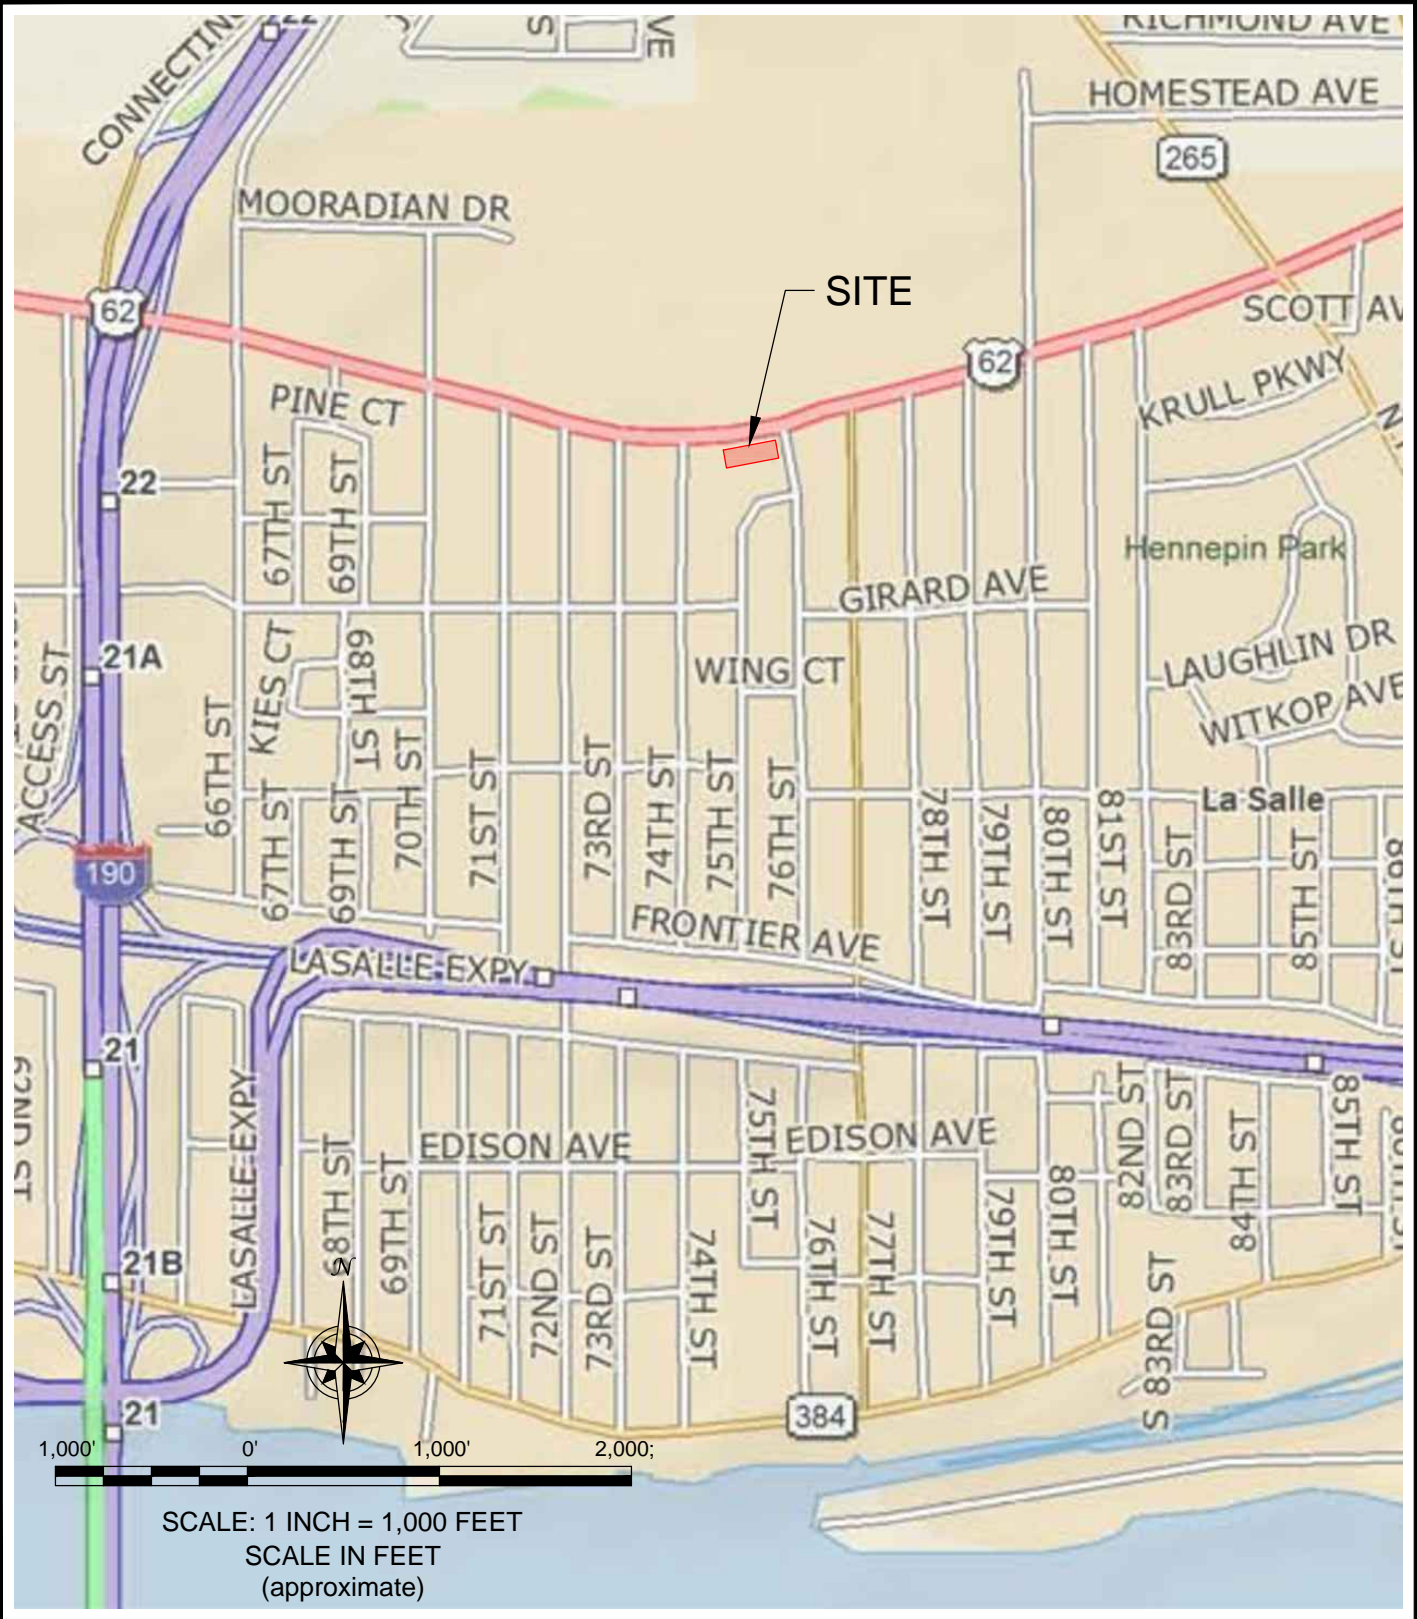 CONNECTING
22
S
AVE
RICHMOND AVE
HOMESTEAD AVE
265
MOORADIAN DR
SITE
62
SCOTT AV
62
KRULL PKWY
PINE CT
22
67TH ST
69TH ST
Hennepin Park
GIRARD AVE
21A
ACCESS ST
KIES CT
68TH ST
WING CT
LAUGHLIN DR
WITKOP AVE
66TH ST
67TH ST
69TH ST
70TH ST
71ST ST
73RD ST
74TH ST
75TH ST
76TH ST
78TH ST
79TH ST
80TH ST
81ST ST
La Salle
83RD ST
85TH ST
86TH ST
190
FRONTIER AVE
LASALLE EXPY
21
62ND ST
LASALLE EXPY
68TH ST
69TH ST
EDISON AVE
75TH ST
EDISON AVE
82ND ST
83RD ST
84TH ST
85TH ST
71ST ST
72ND ST
73RD ST
74TH ST
76TH ST
77TH ST
79TH ST
80TH ST
S 83RD ST
21B
N
384
21
1,000' 0' 1,000' 2,000;
SCALE: 1 INCH = 1,000 FEET
SCALE IN FEET
(approximate)